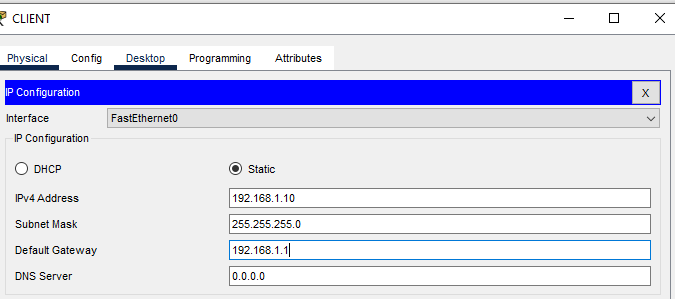 CLIENT
Physical Config Desktop Programming Attributes
IP Configuration X
Interface FastEthernet0
IP Configuration
DHCP Static
IPv4 Address 192.168.1.10
Subnet Mask 255.255.255.0
Default Gateway 192.168.1.1
DNS Server 0.0.0.0